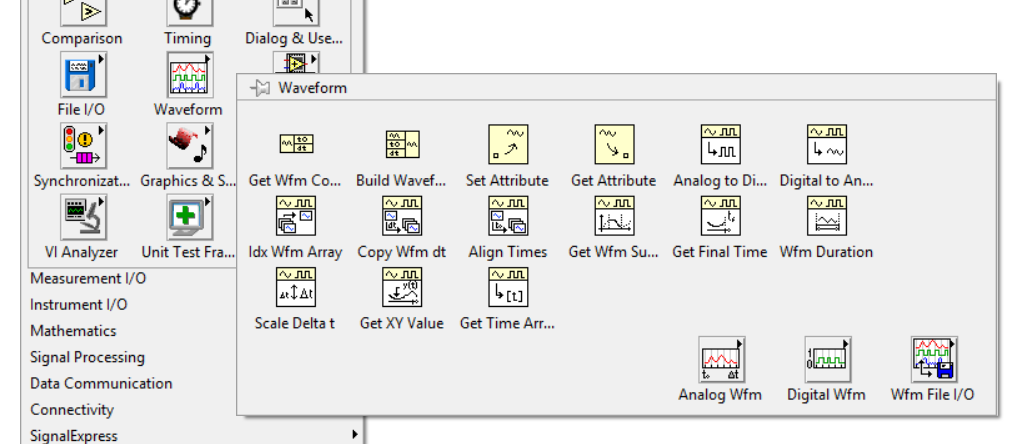 Comparison Timing Dialog & Use...
File I/O Waveform
Waveform
Synchronizat... Graphics & S...
VI Analyzer Unit Test Fra...
Get Wfm Co... Build Wavef... Set Attribute Get Attribute Analog to Di... Digital to An...
Idx Wfm Array Copy Wfm dt Align Times Get Wfm Su... Get Final Time Wfm Duration
Scale Delta t Get XY Value Get Time Arr...
Analog Wfm Digital Wfm Wfm File I/O
Measurement I/O
Instrument I/O
Mathematics
Signal Processing
Data Communication
Connectivity
SignalExpress